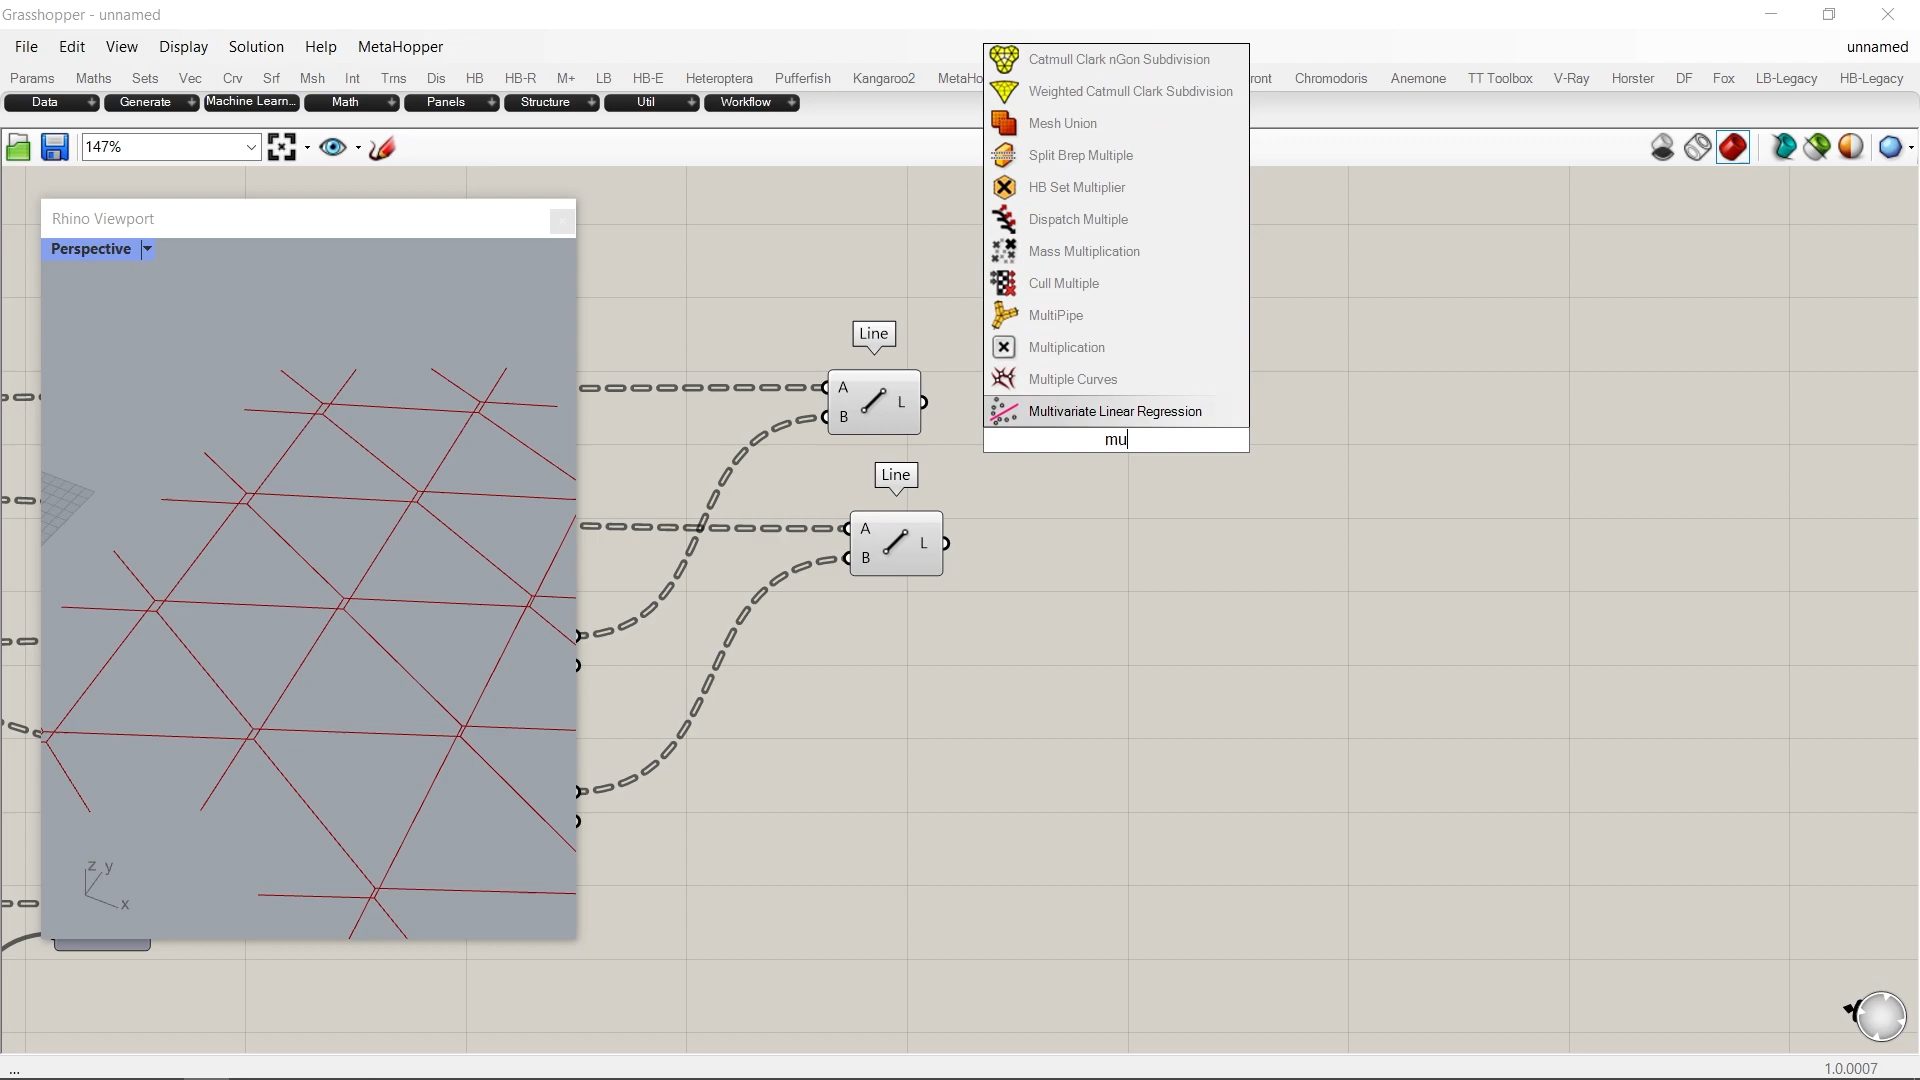 Grasshopper - unnamed
File Edit View Display Solution Help MetaHopper unnamed
Params Maths Sets Vec Crv Srf Msh Int Trns Dis HB HB-R M+ LB HB-E Heteroptera Pufferfish Kangaroo2 MetaHo ront Chromodoris Anemone TT Toolbox V-Ray Horster DF Fox LB-Legacy HB-Legacy
Data Generate Machine Learn... Math Panels Structure Util Workflow
147%
Rhino Viewport
Perspective
z y
x
Line
A
B
L
Line
A
B
L
Catmull Clark nGon Subdivision
Weighted Catmull Clark Subdivision
Mesh Union
Split Brep Multiple
HB Set Multiplier
Dispatch Multiple
Mass Multiplication
Cull Multiple
MultiPipe
Multiplication
Multiple Curves
Multivariate Linear Regression
mu
...
1.0.0007